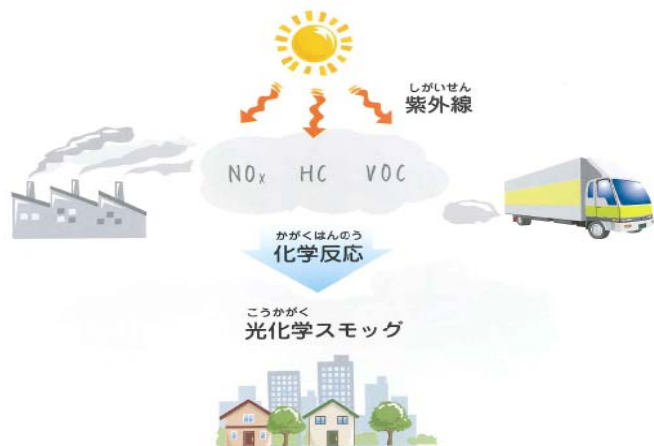 しがいせん
紫外線
NOx HC VOC
かがくはんのう
化学反応
こうかがく
光化学スモッグ